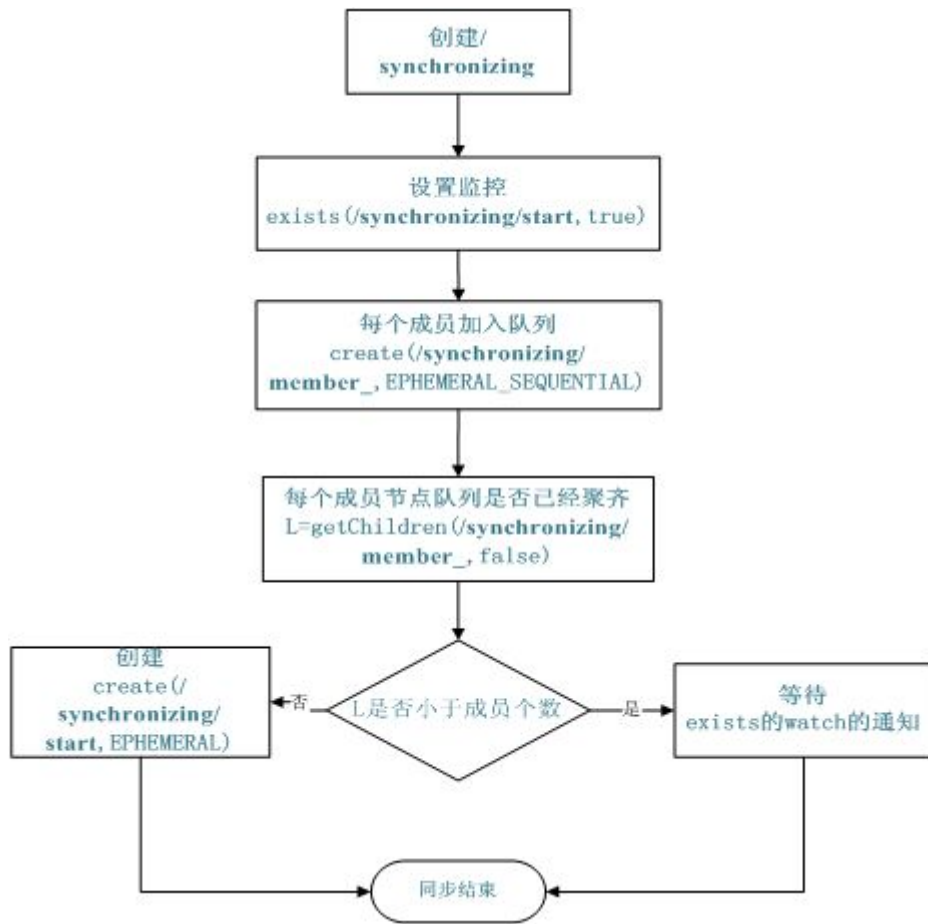 创建/
synchronizing
设置监控
exists(/synchronizing/start,true)
每个成员加入队列
create(/synchronizing/
member_,EPHEMERAL_SEQUENTIAL)
每个成员节点队列是否已经聚齐
L=getChildren(/synchronizing/
member_,false)
L是否小于成员个数
否
是
创建
create(/
synchronizing/
start,EPHEMERAL)
等待
exists的watch的通知
同步结束